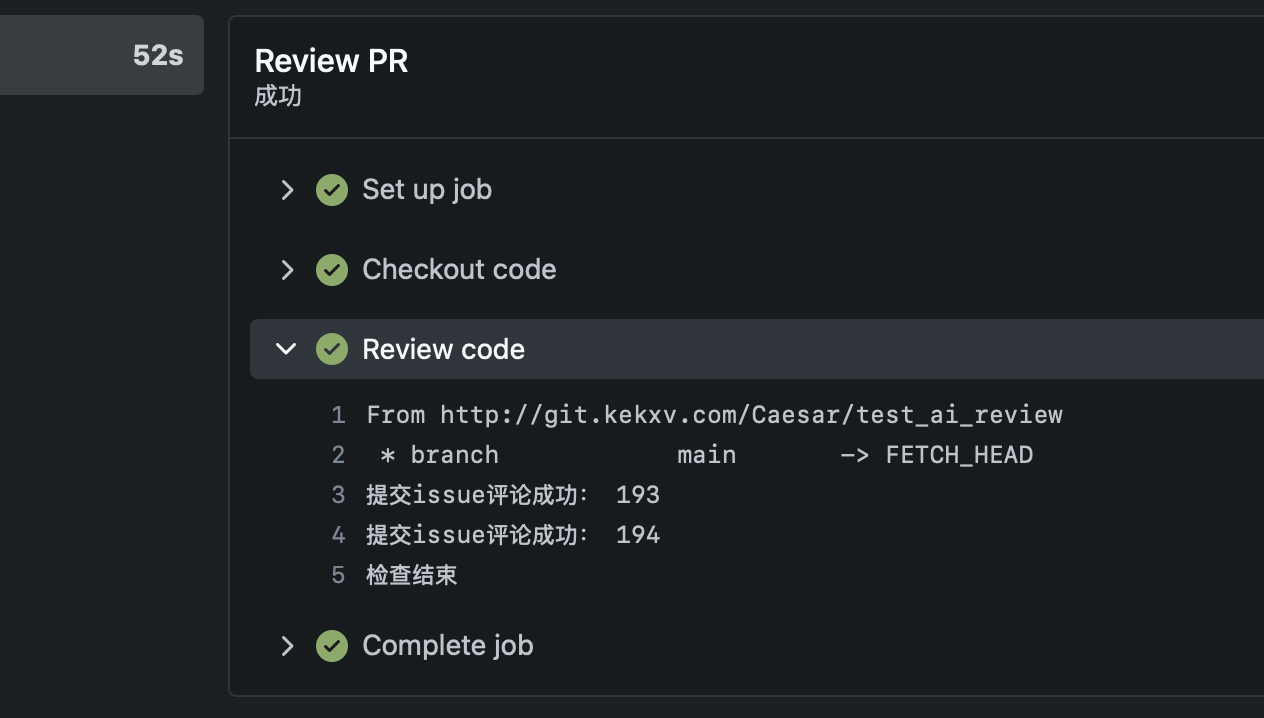 52s
Review PR
成功
Set up job
Checkout code
Review code
1 From http://git.kekxv.com/Caesar/test_ai_review
2  * branch            main       -> FETCH_HEAD
3 提交issue评论成功： 193
4 提交issue评论成功： 194
5 检查结束
Complete job